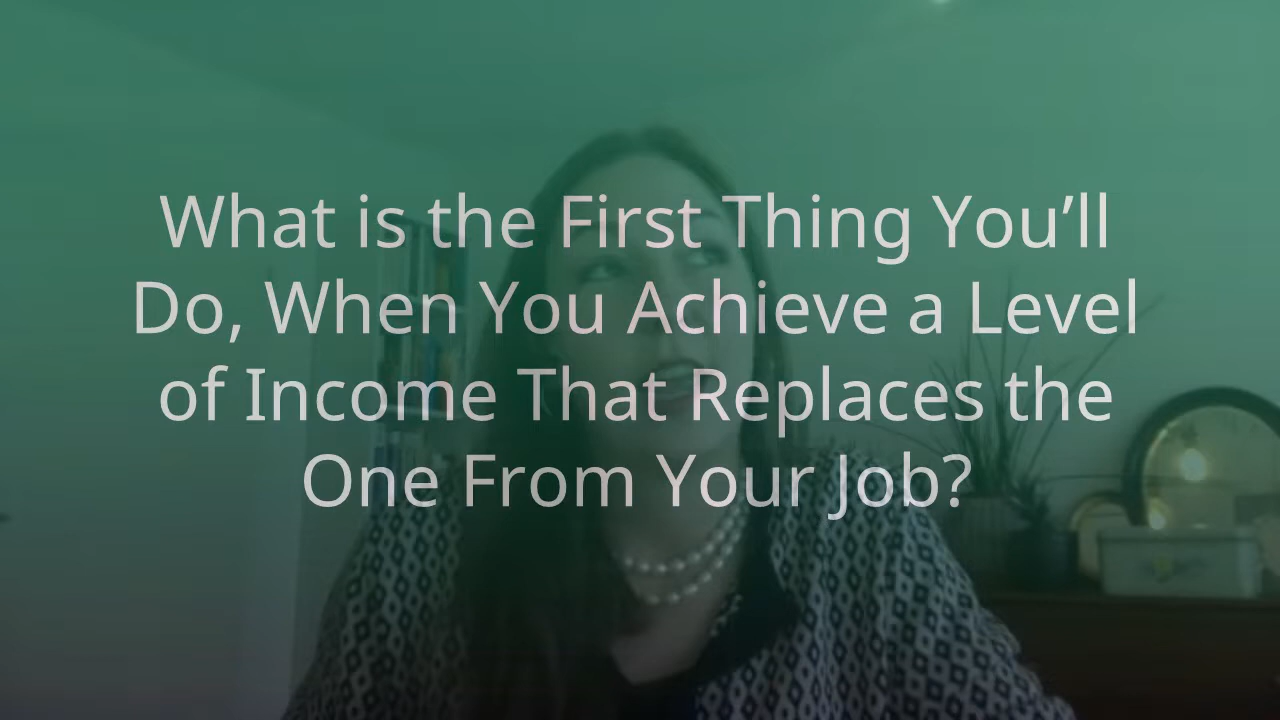 What is the First Thing You’ll
Do, When You Achieve a Level
of Income That Replaces the
One From Your Job?